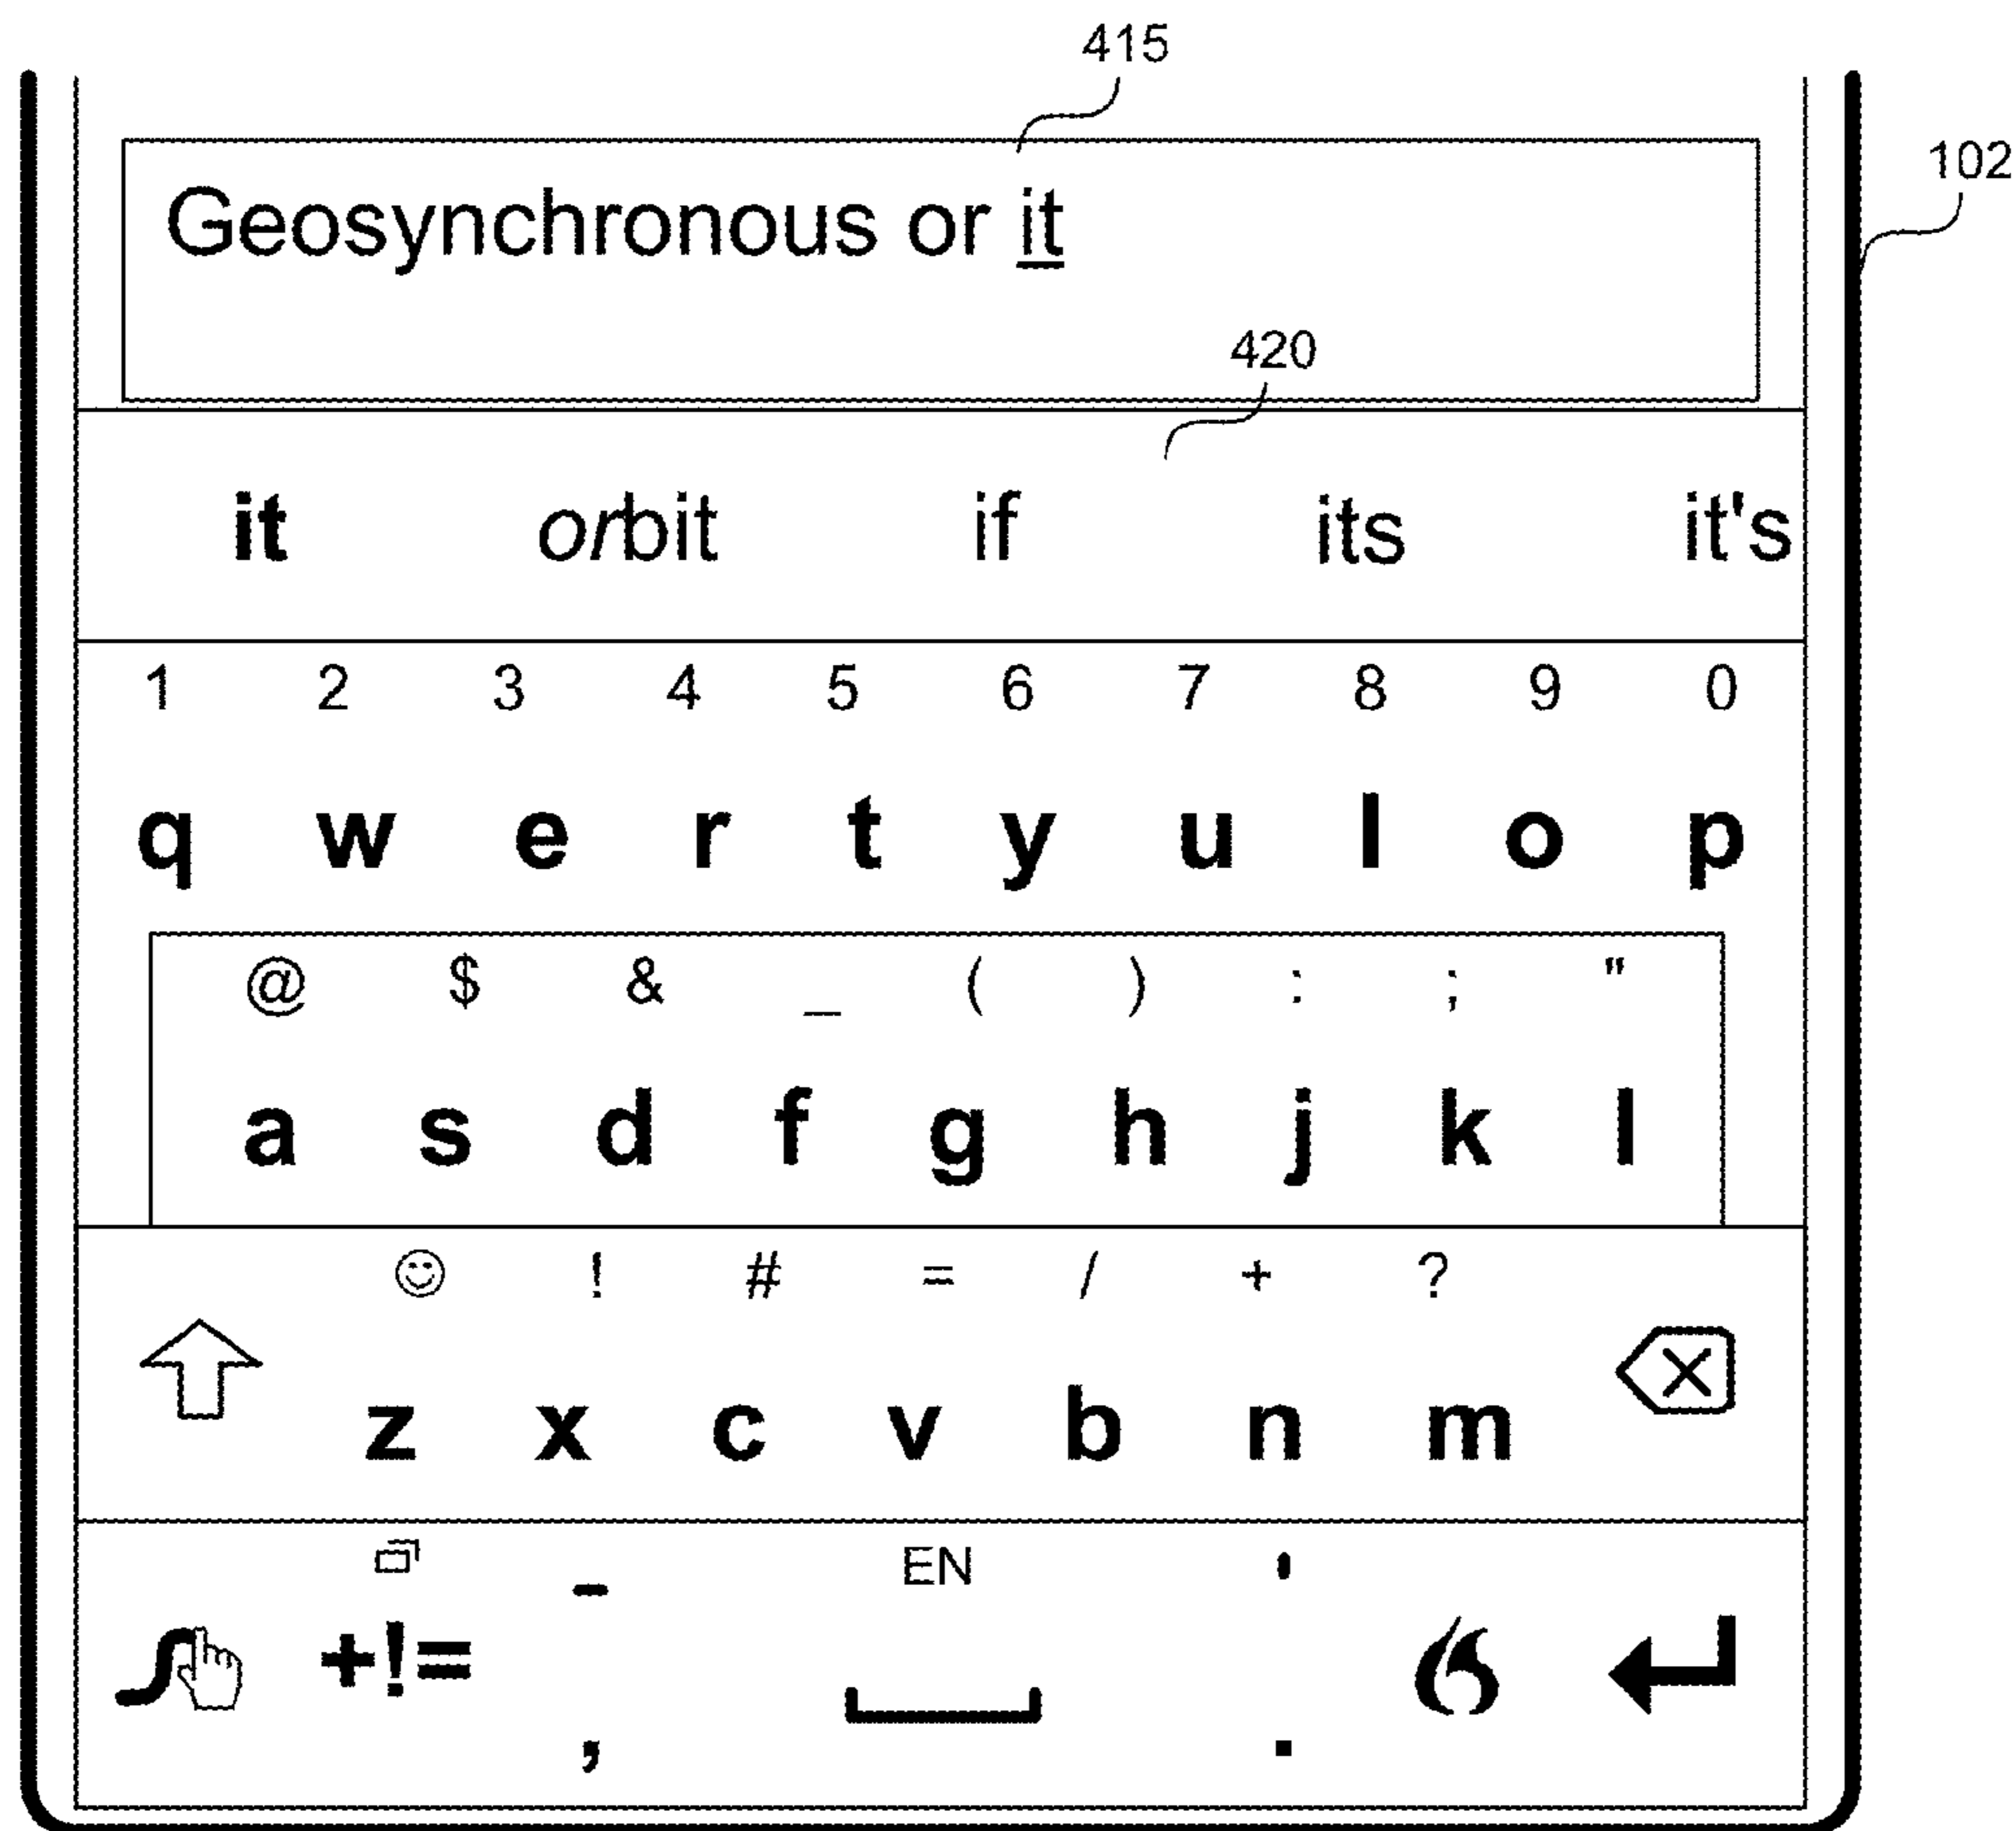 415
102
Geosynchronous or it
420
it orbit if its it's
1 2 3 4 5 6 7 8 9 0
q w e r t y u l o p
@ $ & _ ( ) : ; "
a s d f g h j k l
☺ ! # = / + ?
z x c v b n m
- EN '
+!=
, .